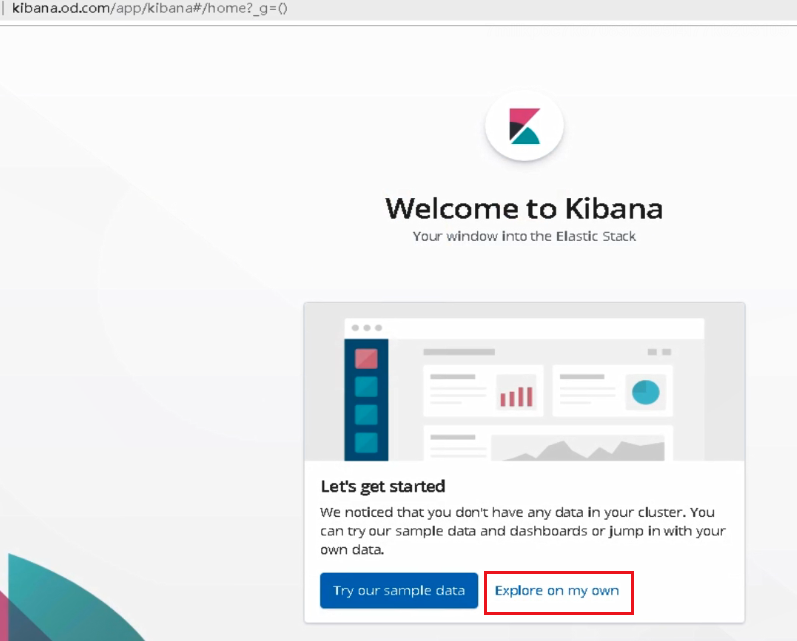 kibana.od.com/app/kibana#/home?_g=()
Welcome to Kibana
Your window into the Elastic Stack
Let's get started
We noticed that you don't have any data in your cluster. You
can try our sample data and dashboards or jump in with your
own data.
Try our sample data
Explore on my own